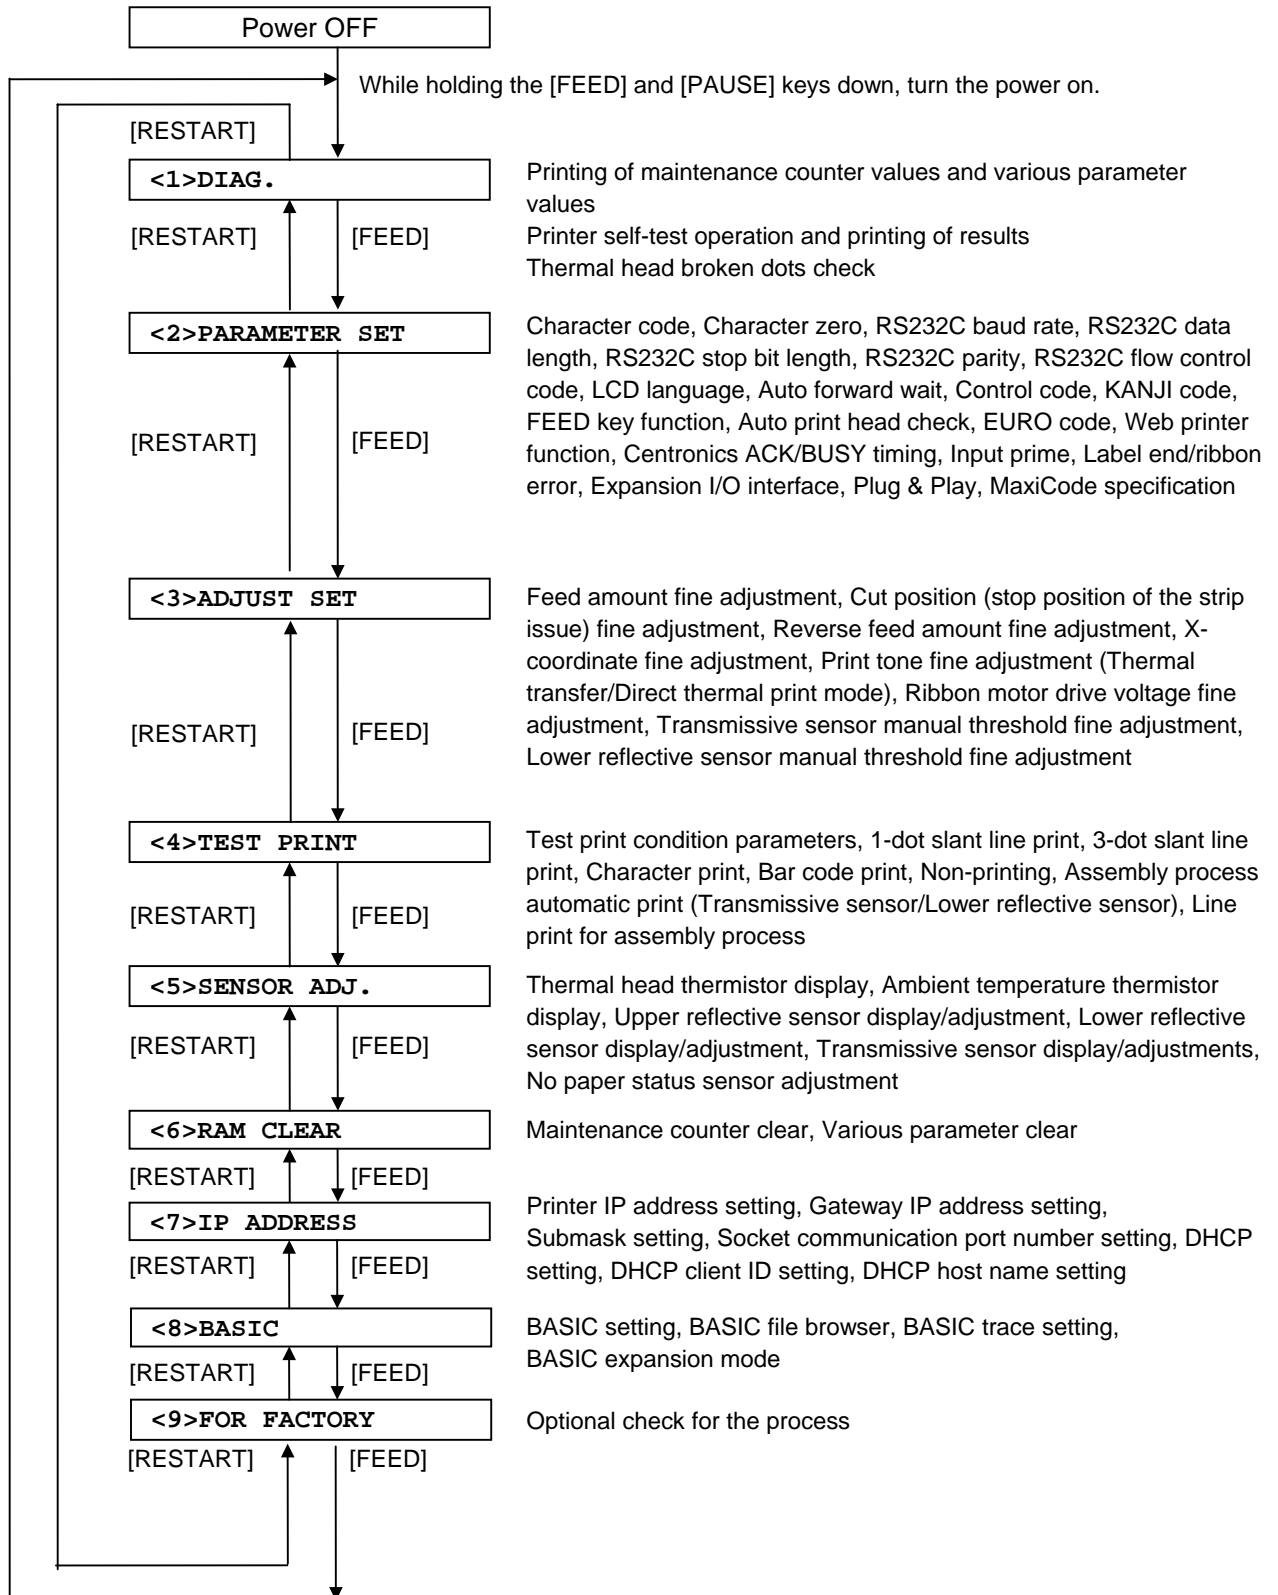 Power OFF
While holding the [FEED] and [PAUSE] keys down, turn the power on.
[RESTART]
<1>DIAG.
Printing of maintenance counter values and various parameter
values
Printer self-test operation and printing of results
Thermal head broken dots check
[RESTART] [FEED]
<2>PARAMETER SET
Character code, Character zero, RS232C baud rate, RS232C data
length, RS232C stop bit length, RS232C parity, RS232C flow control
code, LCD language, Auto forward wait, Control code, KANJI code,
FEED key function, Auto print head check, EURO code, Web printer
function, Centronics ACK/BUSY timing, Input prime, Label end/ribbon
error, Expansion I/O interface, Plug & Play, MaxiCode specification
[RESTART] [FEED]
<3>ADJUST SET
Feed amount fine adjustment, Cut position (stop position of the strip
issue) fine adjustment, Reverse feed amount fine adjustment, X-
coordinate fine adjustment, Print tone fine adjustment (Thermal
transfer/Direct thermal print mode), Ribbon motor drive voltage fine
adjustment, Transmissive sensor manual threshold fine adjustment,
Lower reflective sensor manual threshold fine adjustment
[RESTART] [FEED]
<4>TEST PRINT
Test print condition parameters, 1-dot slant line print, 3-dot slant line
print, Character print, Bar code print, Non-printing, Assembly process
automatic print (Transmissive sensor/Lower reflective sensor), Line
print for assembly process
[RESTART] [FEED]
<5>SENSOR ADJ.
Thermal head thermistor display, Ambient temperature thermistor
display, Upper reflective sensor display/adjustment, Lower reflective
sensor display/adjustment, Transmissive sensor display/adjustments,
No paper status sensor adjustment
[RESTART] [FEED]
<6>RAM CLEAR
Maintenance counter clear, Various parameter clear
[RESTART] [FEED]
<7>IP ADDRESS
Printer IP address setting, Gateway IP address setting,
Submask setting, Socket communication port number setting, DHCP
setting, DHCP client ID setting, DHCP host name setting
[RESTART] [FEED]
<8>BASIC
BASIC setting, BASIC file browser, BASIC trace setting,
BASIC expansion mode
[RESTART] [FEED]
<9>FOR FACTORY
Optional check for the process
[RESTART] [FEED]